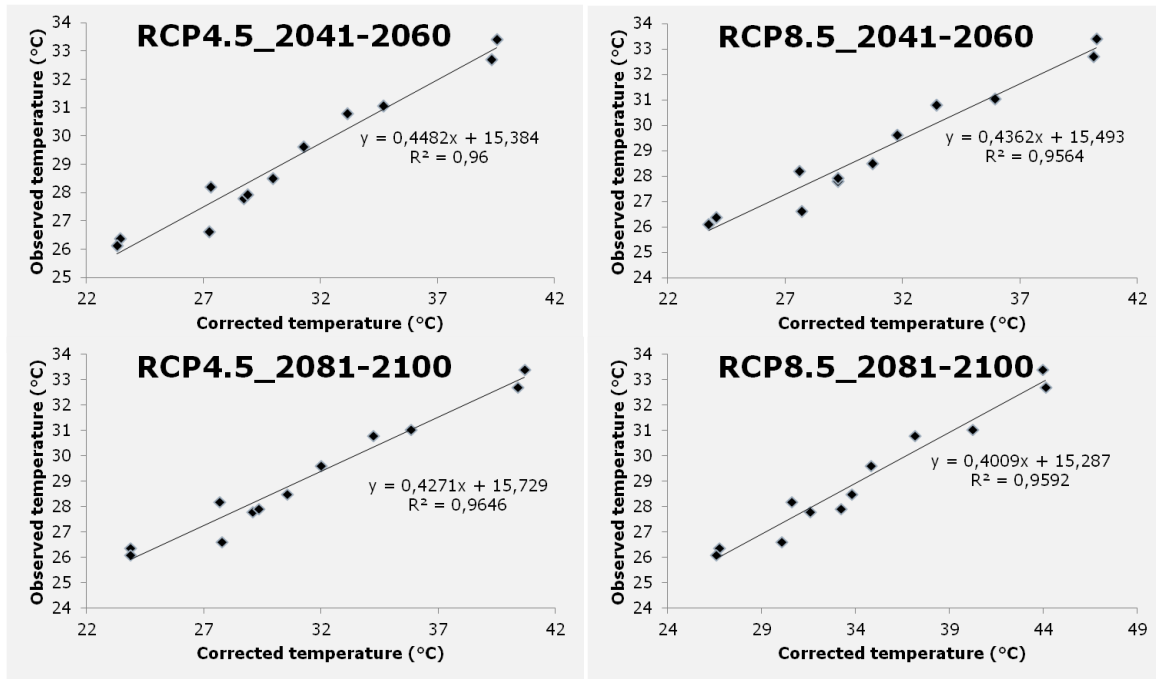 RCP4.5_2041-2060
Observed temperature (°C)
34
33
32
31
30
29
28
27
26
25
y = 0,4482x + 15,384
R² = 0,96
22 27 32 37 42
Corrected temperature (°C)
RCP8.5_2041-2060
Observed temperature (°C)
34
33
32
31
30
29
28
27
26
25
24
y = 0,4362x + 15,493
R² = 0,9564
22 27 32 37 42
Corrected temperature (°C)
RCP4.5_2081-2100
Observed temperature (°C)
34
33
32
31
30
29
28
27
26
25
24
y = 0,4271x + 15,729
R² = 0,9646
22 27 32 37 42
Corrected temperature (°C)
RCP8.5_2081-2100
Observed temperature (°C)
34
33
32
31
30
29
28
27
26
25
24
y = 0,4009x + 15,287
R² = 0,9592
24 29 34 39 44 49
Corrected temperature (°C)